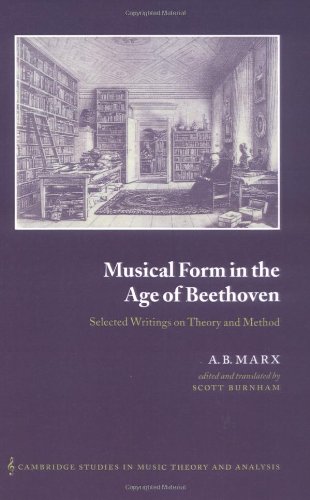 Musical Form in the
Age of Beethoven
Selected Writings on Theory and Method
A.B. MARX
edited and translated by
SCOTT BURNHAM
CAMBRIDGE STUDIES IN MUSIC THEORY AND ANALYSIS